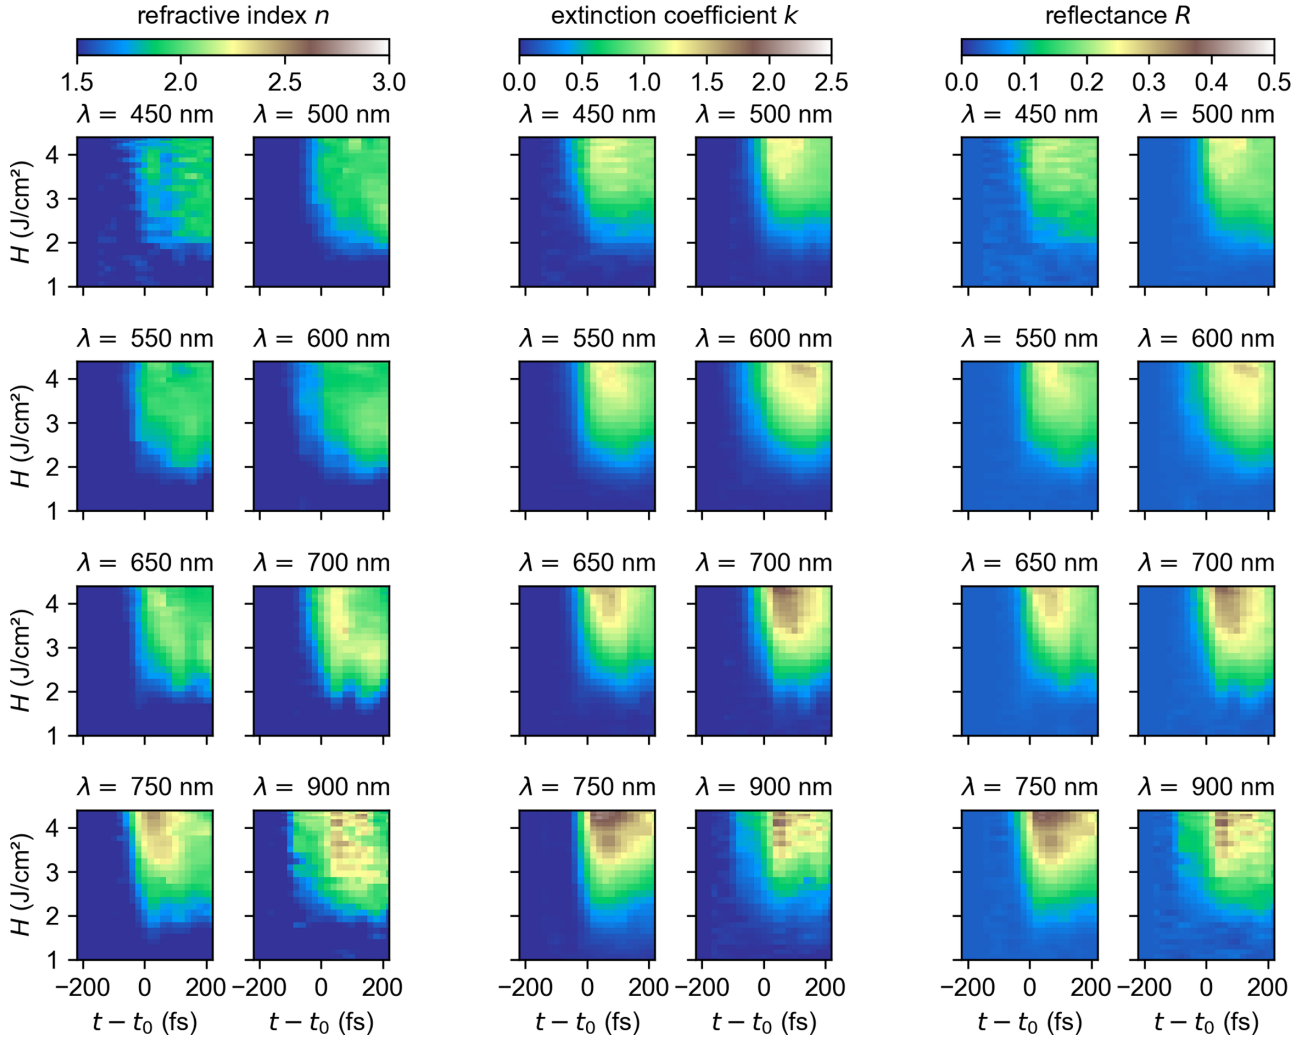 refractive index n extinction coefficient k reflectance R
1.5 2.0 2.5 3.0 0.0 0.5 1.0 1.5 2.0 2.5 0.0 0.1 0.2 0.3 0.4 0.5
λ = 450 nm λ = 500 nm λ = 450 nm λ = 500 nm λ = 450 nm λ = 500 nm
4
3
2
1
H (J/cm²)
λ = 550 nm λ = 600 nm λ = 550 nm λ = 600 nm λ = 550 nm λ = 600 nm
4
3
2
1
H (J/cm²)
λ = 650 nm λ = 700 nm λ = 650 nm λ = 700 nm λ = 650 nm λ = 700 nm
4
3
2
1
H (J/cm²)
λ = 750 nm λ = 900 nm λ = 750 nm λ = 900 nm λ = 750 nm λ = 900 nm
4
3
2
1
H (J/cm²)
−200 0 200 −200 0 200 −200 0 200 −200 0 200 −200 0 200 −200 0 200
t − t₀ (fs) t − t₀ (fs) t − t₀ (fs) t − t₀ (fs) t − t₀ (fs) t − t₀ (fs)